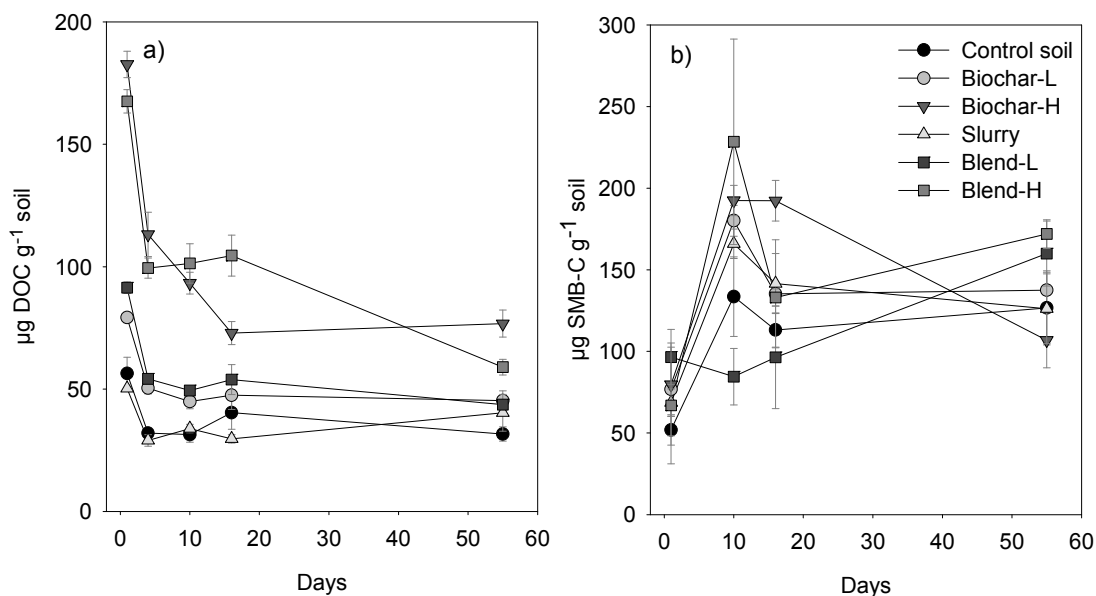 a)
200
150
100
50
0
µg DOC g⁻¹ soil
0 10 20 30 40 50 60
Days
b)
300
250
200
150
100
50
0
µg SMB-C g⁻¹ soil
0 10 20 30 40 50 60
Days
Control soil
Biochar-L
Biochar-H
Slurry
Blend-L
Blend-H